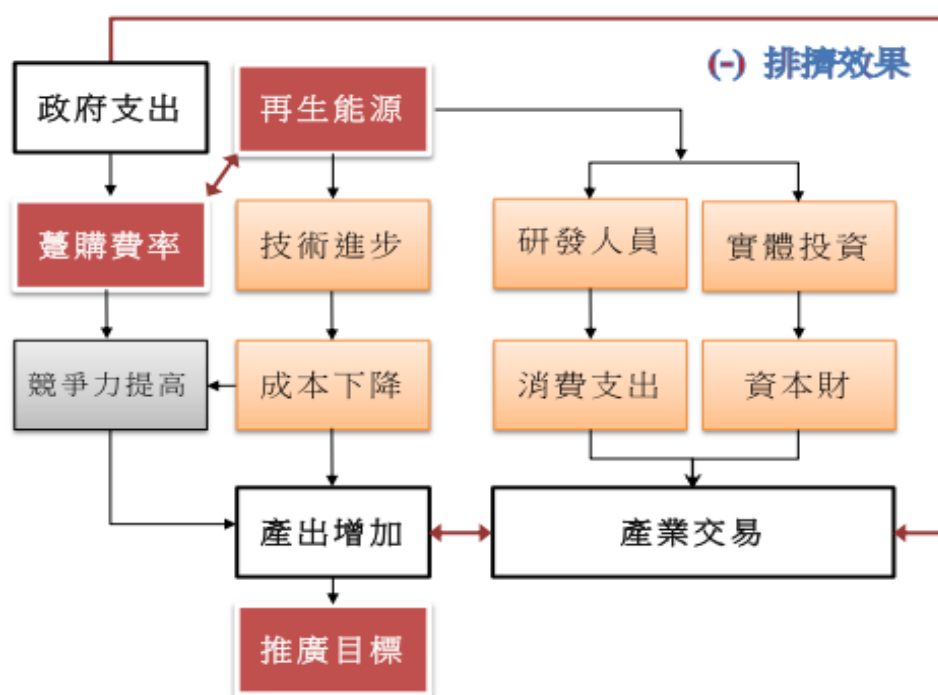 (-) 排擠效果
政府支出
再生能源
躉購費率
技術進步
研發人員
實體投資
競爭力提高
成本下降
消費支出
資本財
產出增加
產業交易
推廣目標